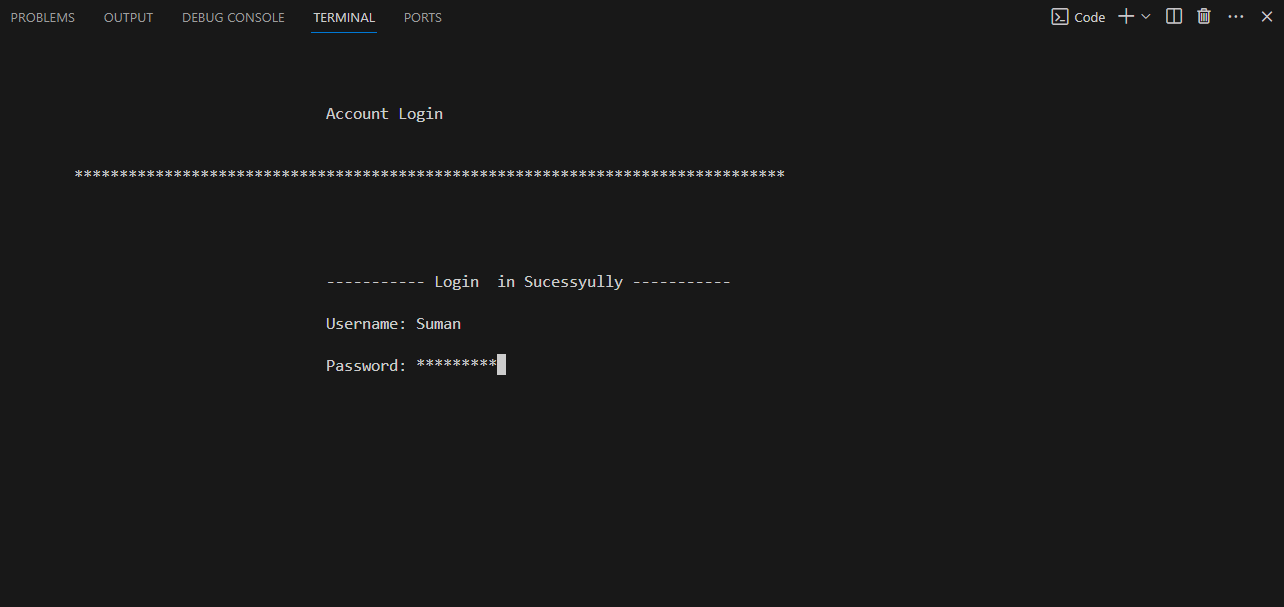 PROBLEMS OUTPUT DEBUG CONSOLE TERMINAL PORTS Code
Account Login
*******************************************************************************
----------- Login  in Sucessyully -----------
Username: Suman
Password: *********